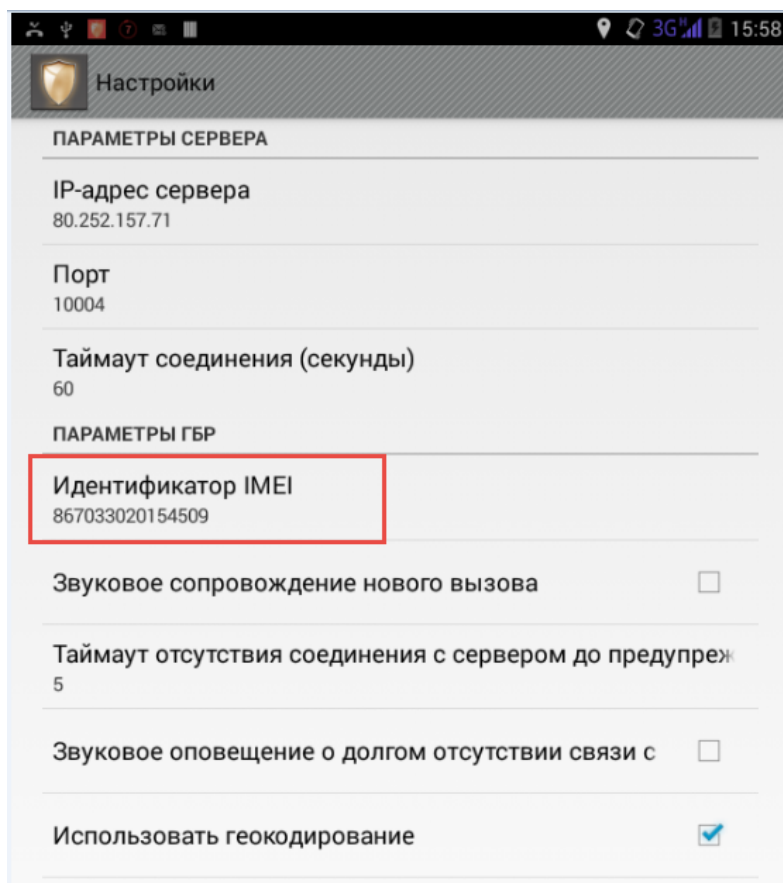 7
3G H 15:58
Настройки
ПАРАМЕТРЫ СЕРВЕРА
IP-адрес сервера
80.252.157.71
Порт
10004
Таймаут соединения (секунды)
60
ПАРАМЕТРЫ ГБР
Идентификатор IMEI
867033020154509
Звуковое сопровождение нового вызова
Таймаут отсутствия соединения с сервером до предупреж
5
Звуковое оповещение о долгом отсутствии связи с
Использовать геокодирование